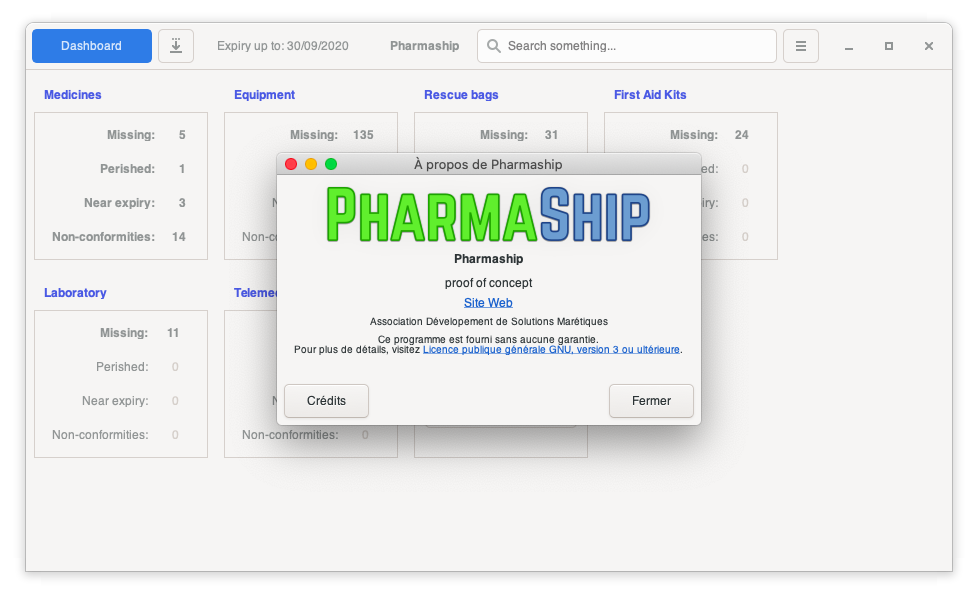 Dashboard
Expiry up to: 30/09/2020
Pharmaship
Search something...
Medicines
Missing: 5
Perished: 1
Near expiry: 3
Non-conformities: 14
Equipment
Missing: 135
Rescue bags
Missing: 31
First Aid Kits
Missing: 24
ed: 0
iry: 0
es: 0
À propos de Pharmaship
PHARMASHIP
Pharmaship
proof of concept
Site Web
Association Dévelopement de Solutions Marétiques
Ce programme est fourni sans aucune garantie.
Pour plus de détails, visitez Licence publique générale GNU, version 3 ou ultérieure.
Crédits
Fermer
Laboratory
Missing: 11
Perished: 0
Near expiry: 0
Non-conformities: 0
Teleme
Non-conformities: 0